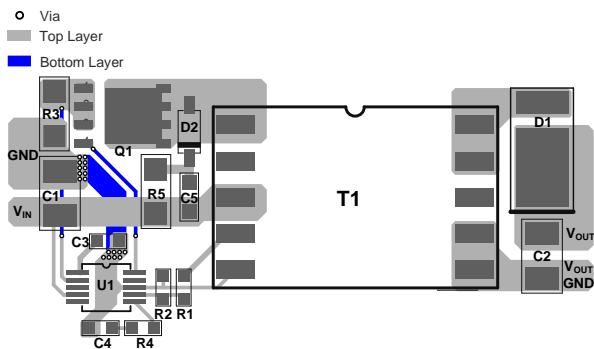 Via
Top Layer
Bottom Layer
R3
Q1
D2
D1
GND
C1
R5
C5
T1
VIN
VOUT
C3
C2
VOUT
GND
U1
R2 R1
C4 R4